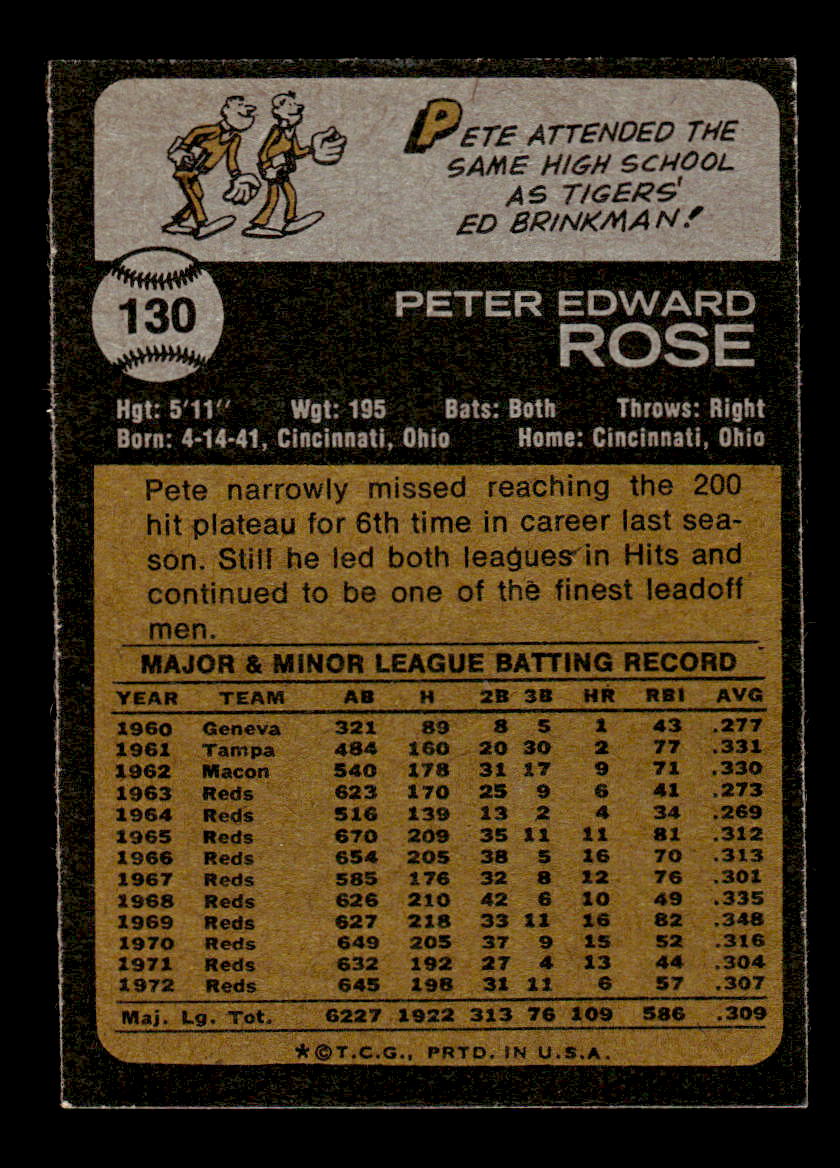 PETE ATTENDED THE
SAME HIGH SCHOOL
AS TIGERS'
ED BRINKMAN!
130
PETER EDWARD
ROSE
Hgt: 5'11" Wgt: 195 Bats: Both Throws: Right
Born: 4-14-41, Cincinnati, Ohio Home: Cincinnati, Ohio
Pete narrowly missed reaching the 200
hit plateau for 6th time in career last sea-
son. Still he led both leagues in Hits and
continued to be one of the finest leadoff
men.
MAJOR & MINOR LEAGUE BATTING RECORD
YEAR TEAM AB H 2B 3B HR RBI AVG
1960 Geneva 321 89 8 5 1 43 .277
1961 Tampa 484 160 20 30 2 77 .331
1962 Macon 540 178 31 17 9 71 .330
1963 Reds 623 170 25 9 6 41 .273
1964 Reds 516 139 13 2 4 34 .269
1965 Reds 670 209 35 11 11 81 .312
1966 Reds 654 205 38 5 16 70 .313
1967 Reds 585 176 32 8 12 76 .301
1968 Reds 626 210 42 6 10 49 .335
1969 Reds 627 218 33 11 16 82 .348
1970 Reds 649 205 37 9 15 52 .316
1971 Reds 632 192 27 4 13 44 .304
1972 Reds 645 198 31 11 6 57 .307
Maj. Lg. Tot. 6227 1922 313 76 109 586 .309
*©T.C.G., PRTD. IN U.S.A.